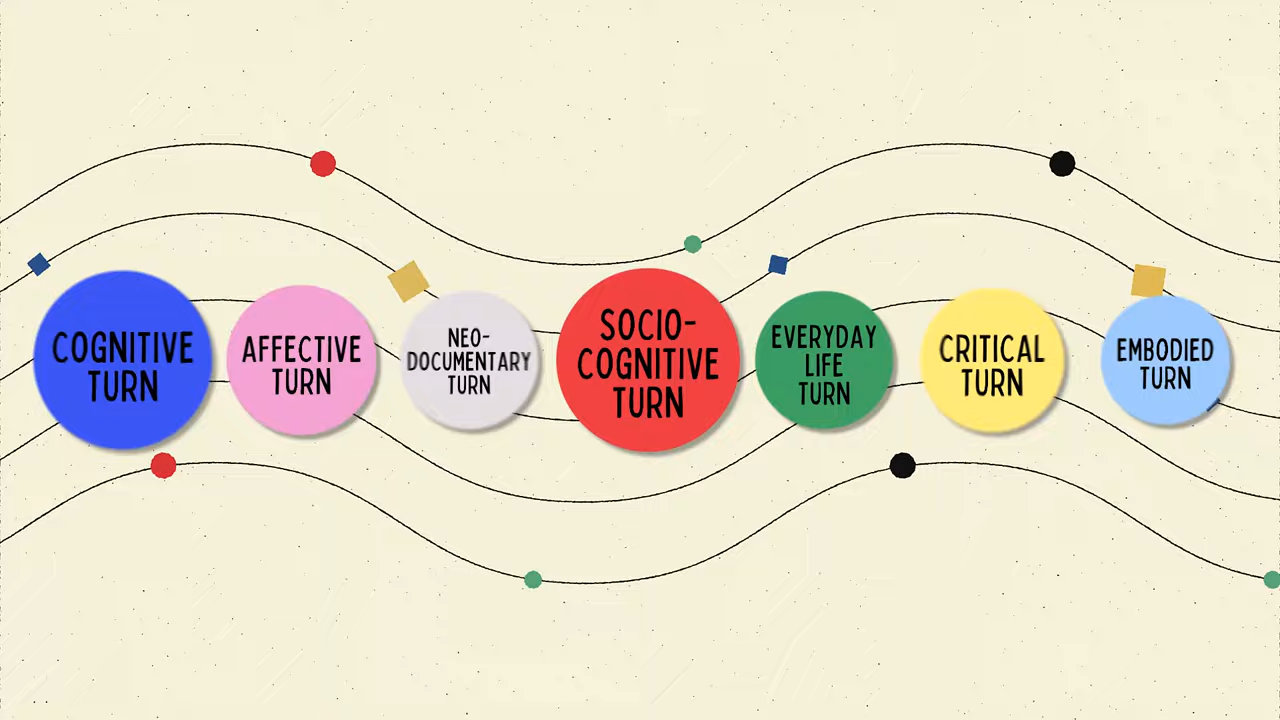 COGNITIVE
TURN
AFFECTIVE
TURN
NEO-
DOCUMENTARY
TURN
SOCIO-
COGNITIVE
TURN
EVERYDAY
LIFE
TURN
CRITICAL
TURN
EMBODIED
TURN